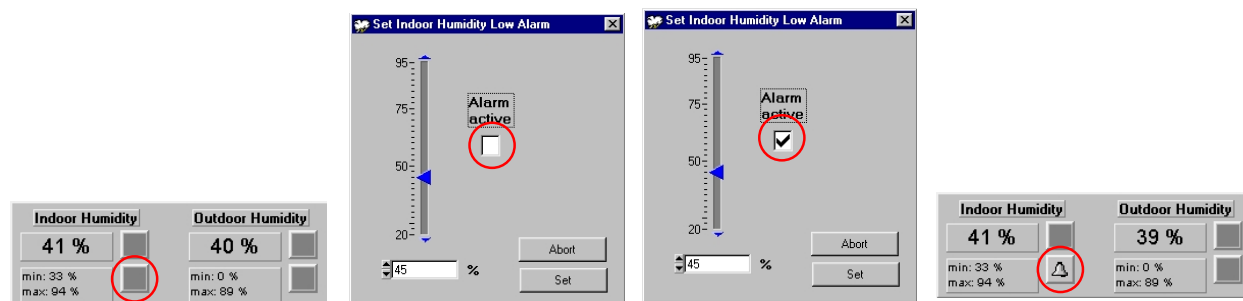 Indoor Humidity Outdoor Humidity
41 % 40 %
min: 33 % min: 0 %
max: 94 % max: 89 %
Set Indoor Humidity Low Alarm
95
75
50
20
Alarm
active
Abort
45 %
Set
Set Indoor Humidity Low Alarm
95
75
50
20
Alarm
active
Abort
45 %
Set
Indoor Humidity Outdoor Humidity
41 % 39 %
min: 33 % min: 0 %
max: 94 % max: 89 %